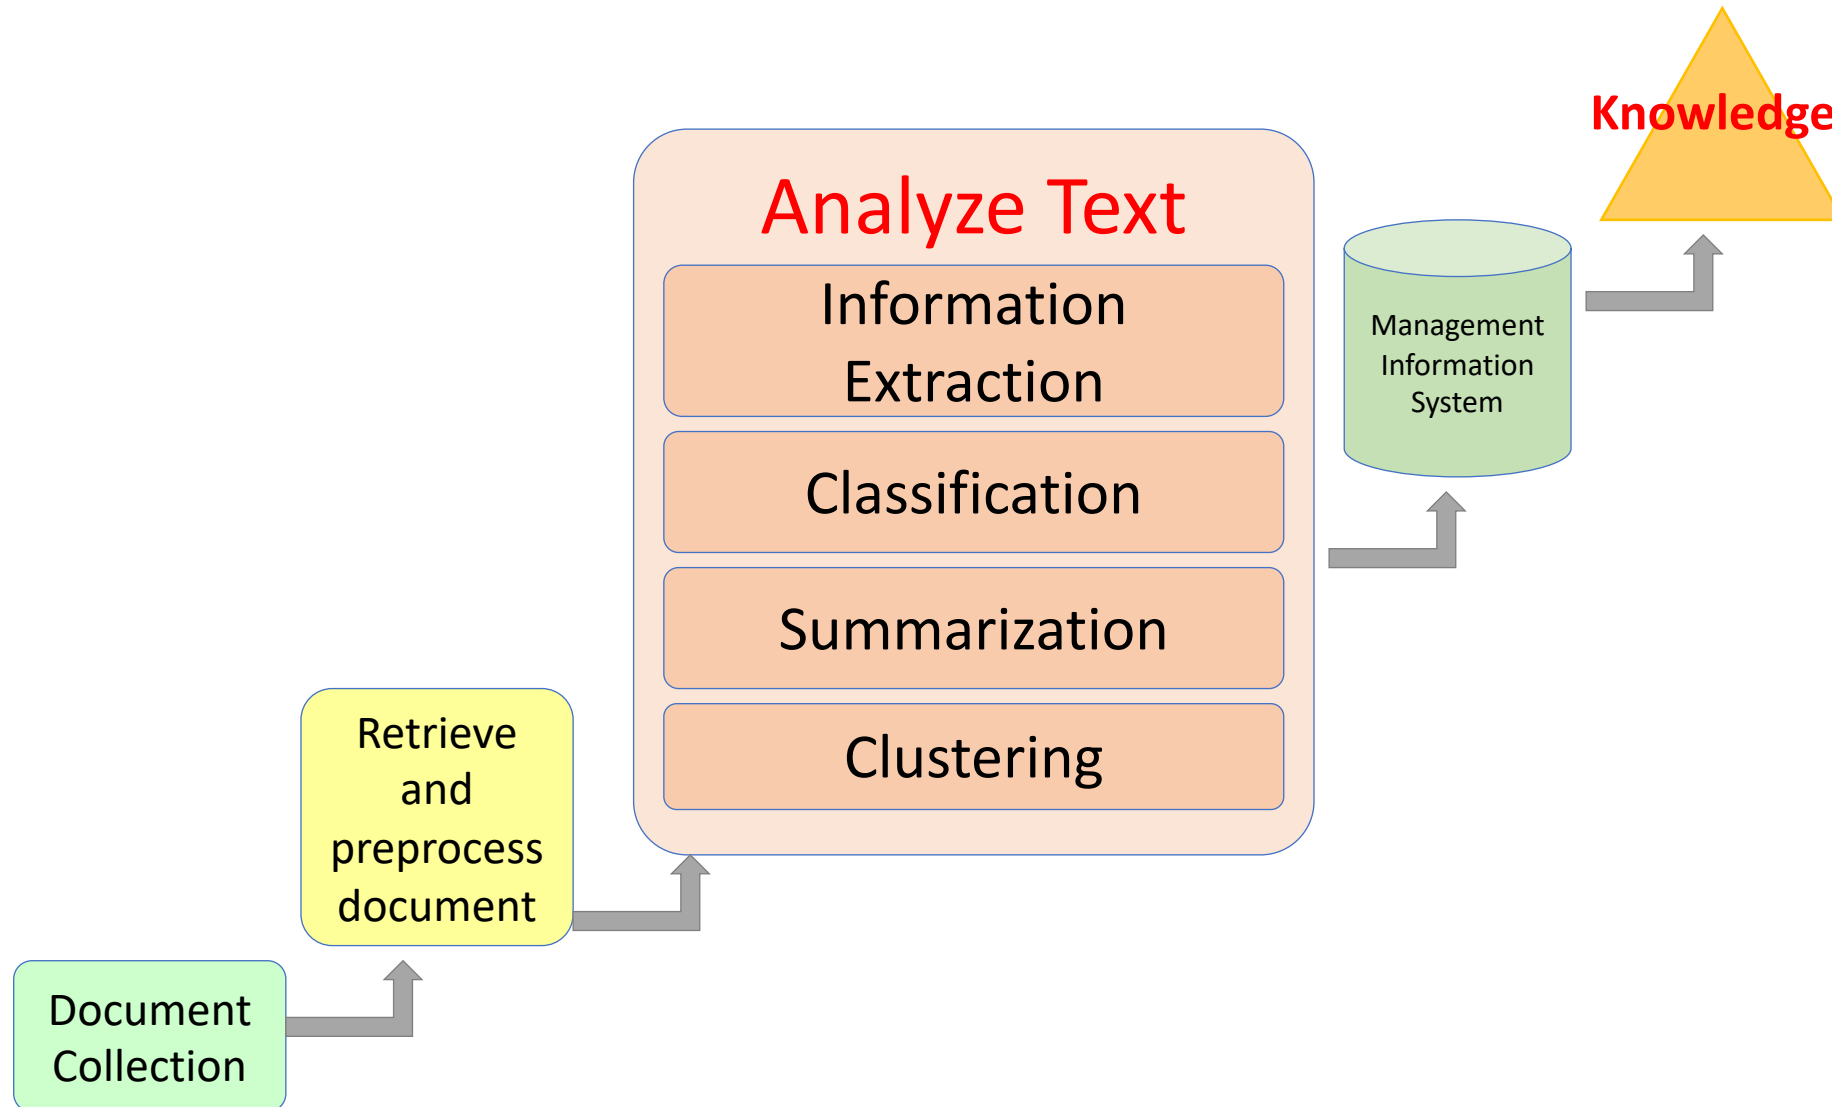 Knowledge
Analyze Text
Information
Extraction
Classification
Summarization
Clustering
Management
Information
System
Retrieve
and
preprocess
document
Document
Collection